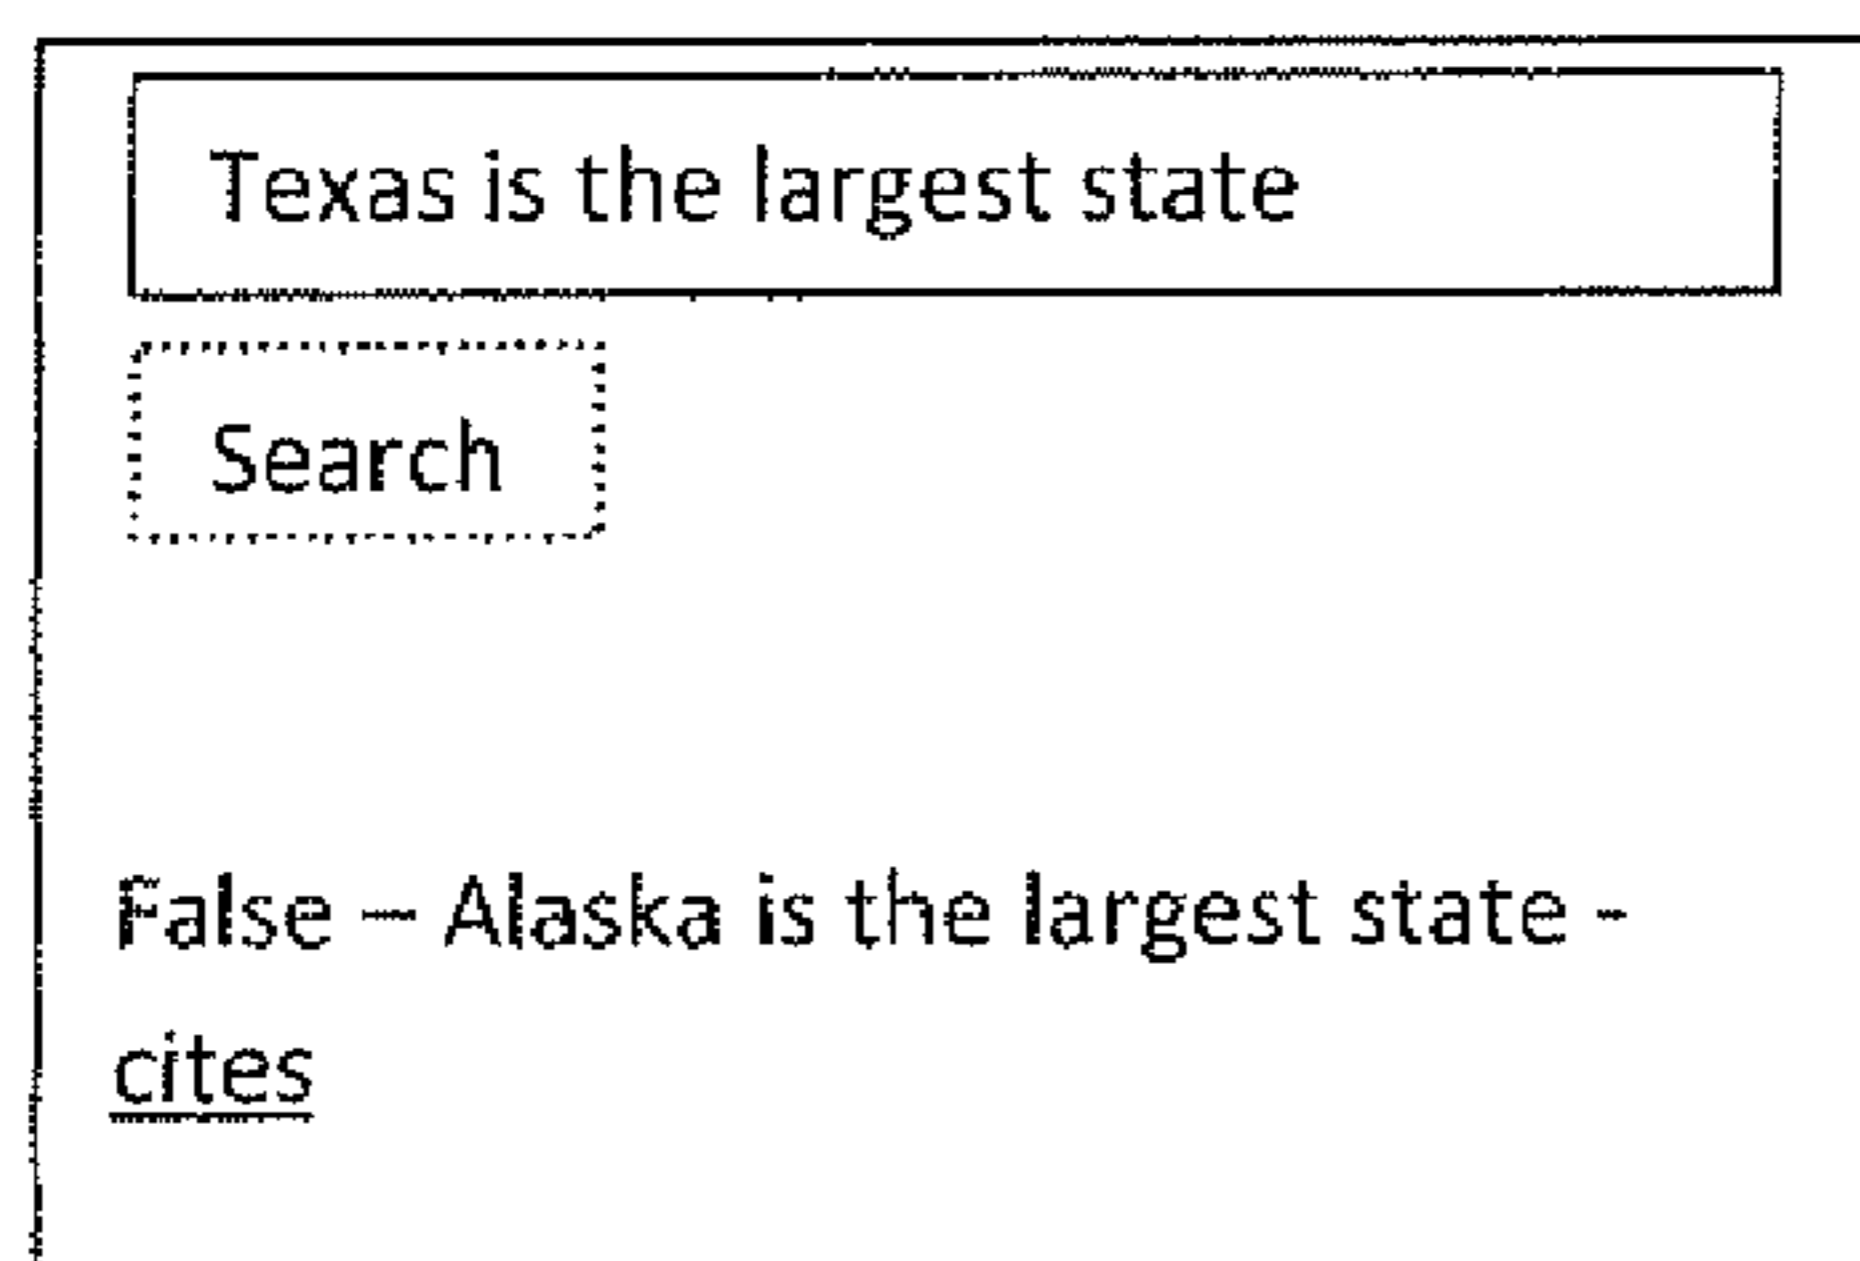 Texas is the largest state
Search
False – Alaska is the largest state -
cites